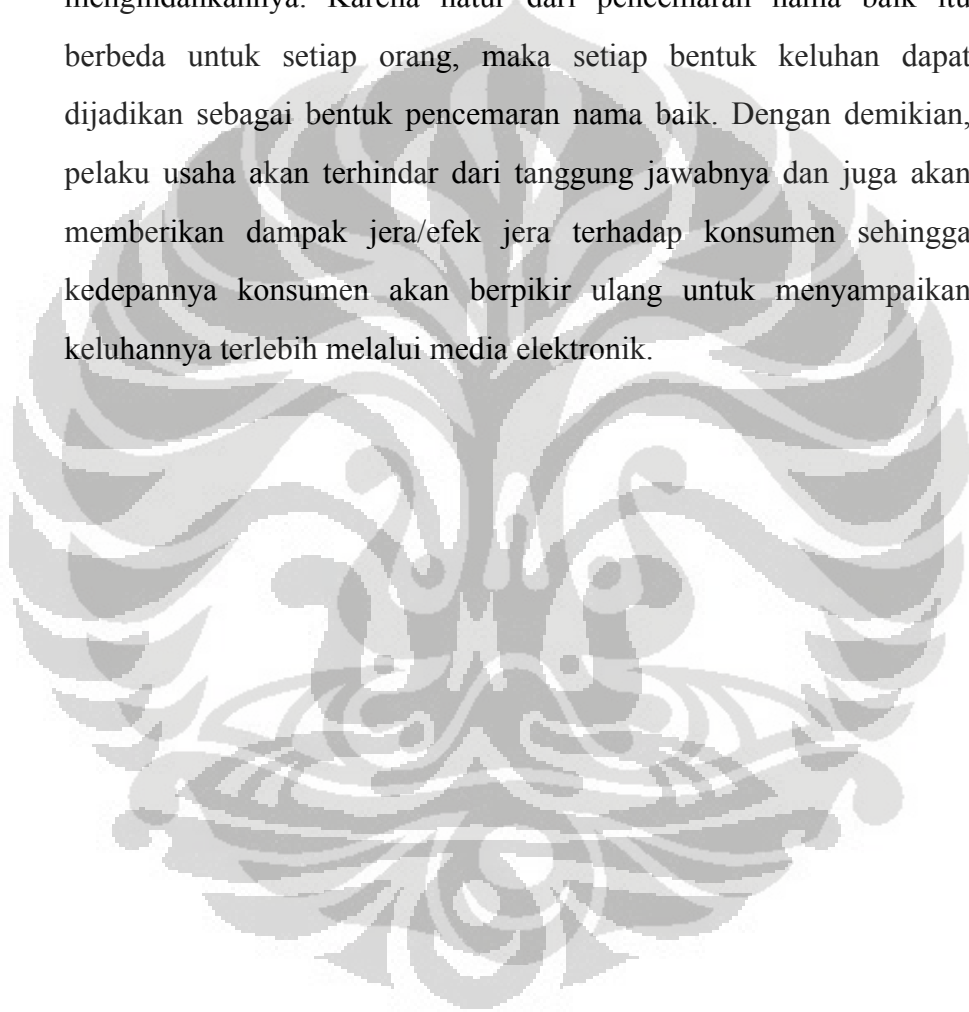 mengindahkannya. Karena natur dari pencemaran nama baik itu
berbeda untuk setiap orang, maka setiap bentuk keluhan dapat
dijadikan sebagai bentuk pencemaran nama baik. Dengan demikian,
pelaku usaha akan terhindar dari tanggung jawabnya dan juga akan
memberikan dampak jera/efek jera terhadap konsumen sehingga
kedepannya konsumen akan berpikir ulang untuk menyampaikan
keluhannya terlebih melalui media elektronik.